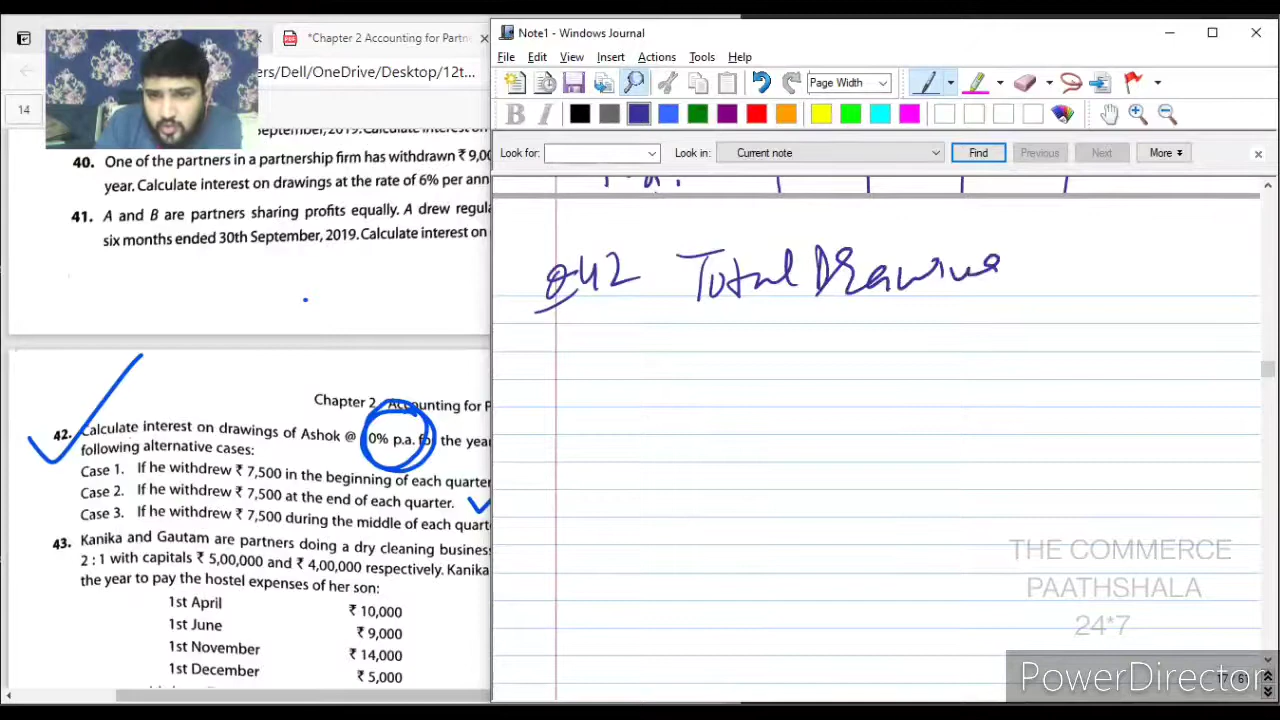 *Chapter 2 Accounting for Partn
Note1 - Windows Journal
File Edit View Insert Actions Tools Help
ers/Dell/OneDrive/Desktop/12t...
Page Width
14
B I
Look for: Look in: Current note Find Previous Next More
eptember, 2019. Calculate interest on
40. One of the partners in a partnership firm has withdrawn ₹ 9,00
year. Calculate interest on drawings at the rate of 6% per ann
41. A and B are partners sharing profits equally. A drew regul
six months ended 30th September, 2019. Calculate interest on
Q42 Total Drawing
Chapter 2 Accounting for P
42. Calculate interest on drawings of Ashok @ 0% p.a. for the year
following alternative cases:
Case 1. If he withdrew ₹ 7,500 in the beginning of each quarter
Case 2. If he withdrew ₹ 7,500 at the end of each quarter.
Case 3. If he withdrew ₹ 7,500 during the middle of each quart
43. Kanika and Gautam are partners doing a dry cleaning business
2 : 1 with capitals ₹ 5,00,000 and ₹ 4,00,000 respectively. Kanika
the year to pay the hostel expenses of her son:
1st April ₹ 10,000
1st June ₹ 9,000
1st November ₹ 14,000
1st December ₹ 5,000
THE COMMERCE
PAATHSHALA
24*7
PowerDirector